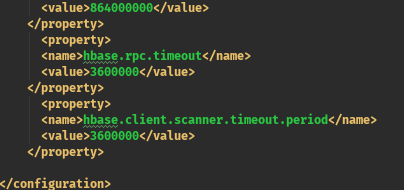 <value>864000000</value>
</property>
<property>
<name>hbase.rpc.timeout</name>
<value>3600000</value>
</property>
<property>
<name>hbase.client.scanner.timeout.period</name>
<value>3600000</value>
</property>
</configuration>